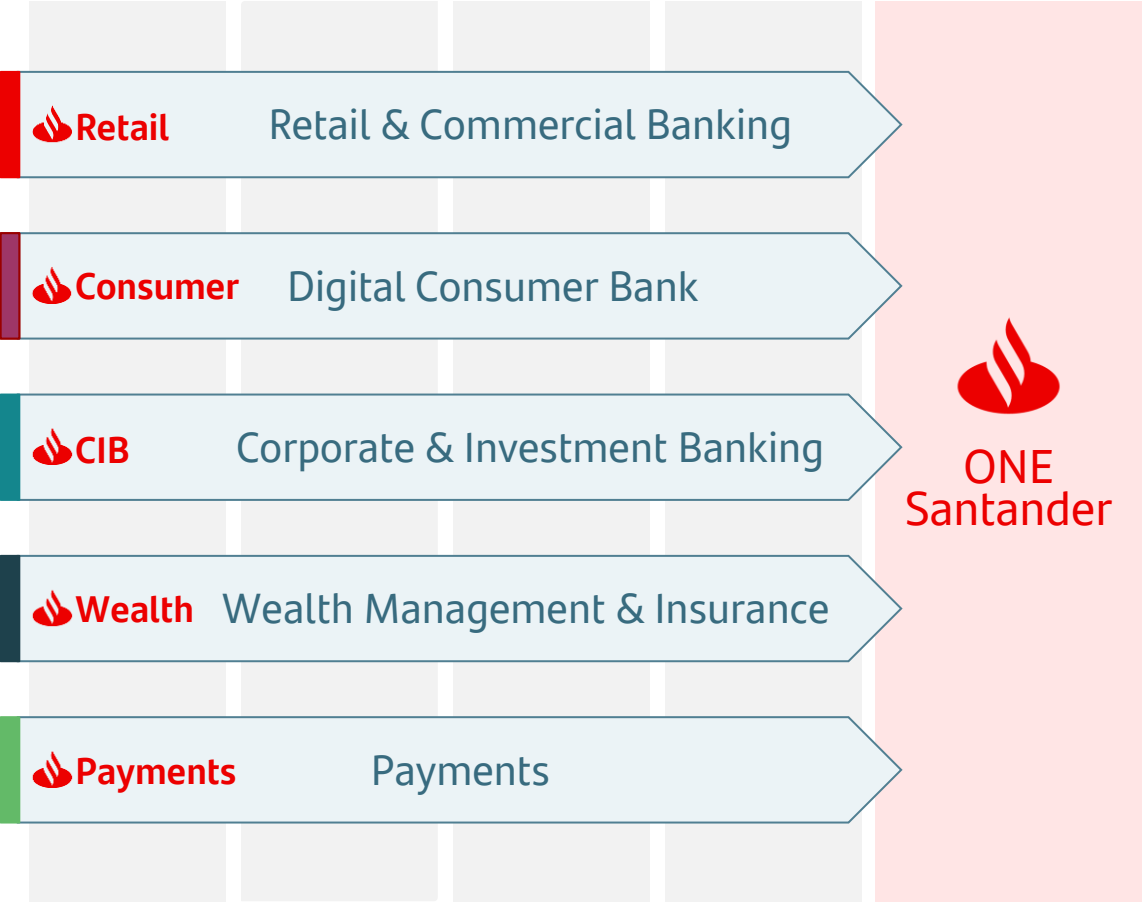 Retail Retail & Commercial Banking
Consumer Digital Consumer Bank
CIB Corporate & Investment Banking
Wealth Wealth Management & Insurance
Payments Payments
ONE
Santander